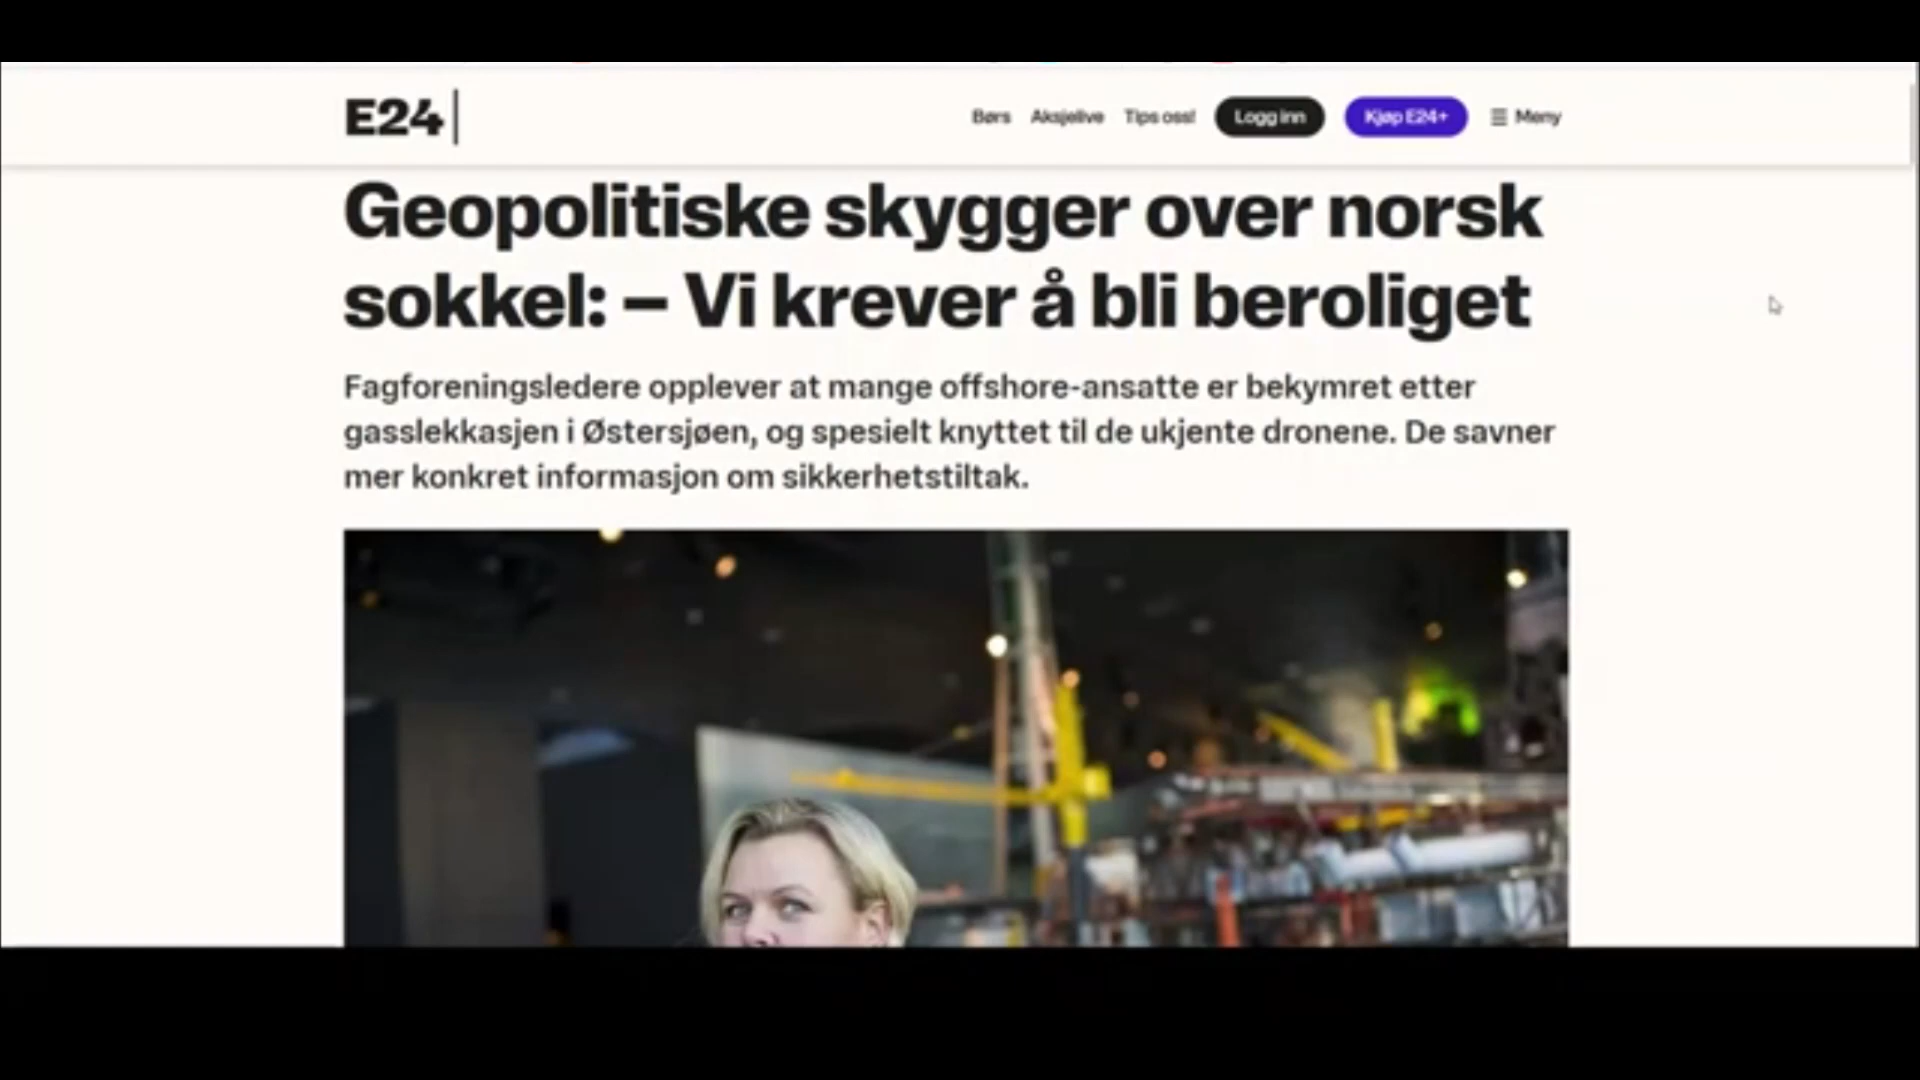 E24
Børs Aksjelive Tips oss! Logg inn Kjøp E24+ Meny
Geopolitiske skygger over norsk
sokkel: – Vi krever å bli beroliget
Fagforeningsledere opplever at mange offshore-ansatte er bekymret etter
gasslekkasjen i Østersjøen, og spesielt knyttet til de ukjente dronene. De savner
mer konkret informasjon om sikkerhetstiltak.